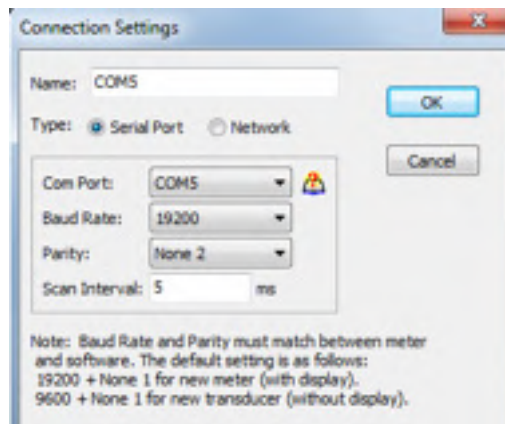 Connection Settings
Name: COM5
OK
Type: Serial Port Network
Cancel
Com Port: COM5
Baud Rate: 19200
Parity: None 2
Scan Interval: 5 ms
Note: Baud Rate and Parity must match between meter
and software. The default setting is as follows:
19200 + None 1 for new meter (with display).
9600 + None 1 for new transducer (without display).